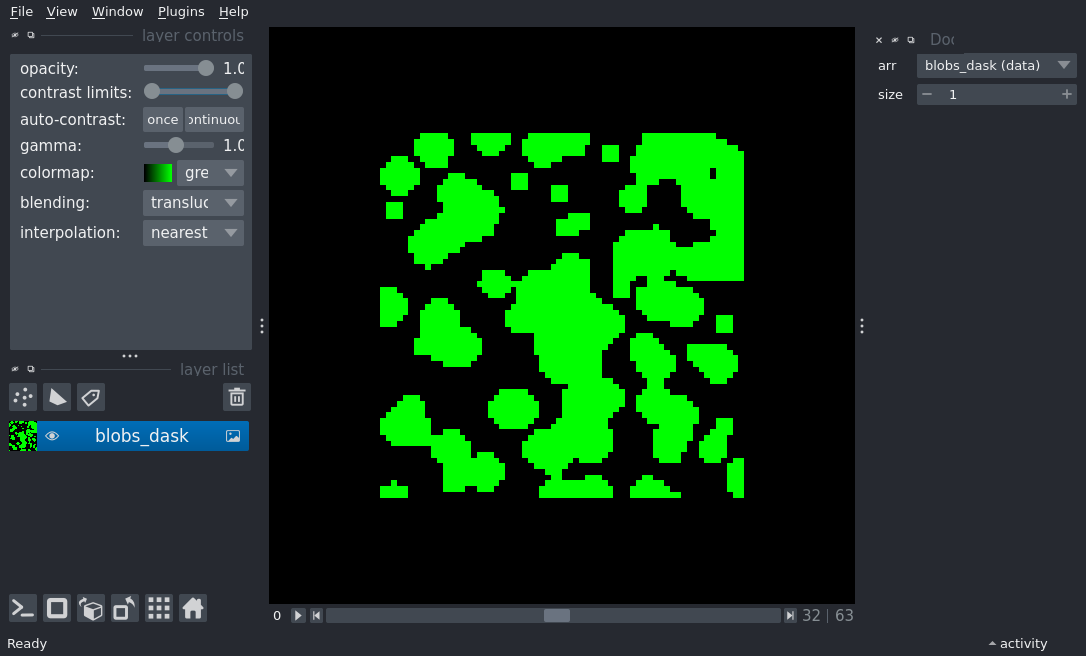 File View Window Plugins Help
layer controls
opacity: 1.0
contrast limits:
auto-contrast: once ontinuou
gamma: 1.0
colormap: gre
blending: transluc
interpolation: nearest
layer list
blobs_dask
Doc
arr blobs_dask (data)
size 1
0 32 | 63
Ready
activity